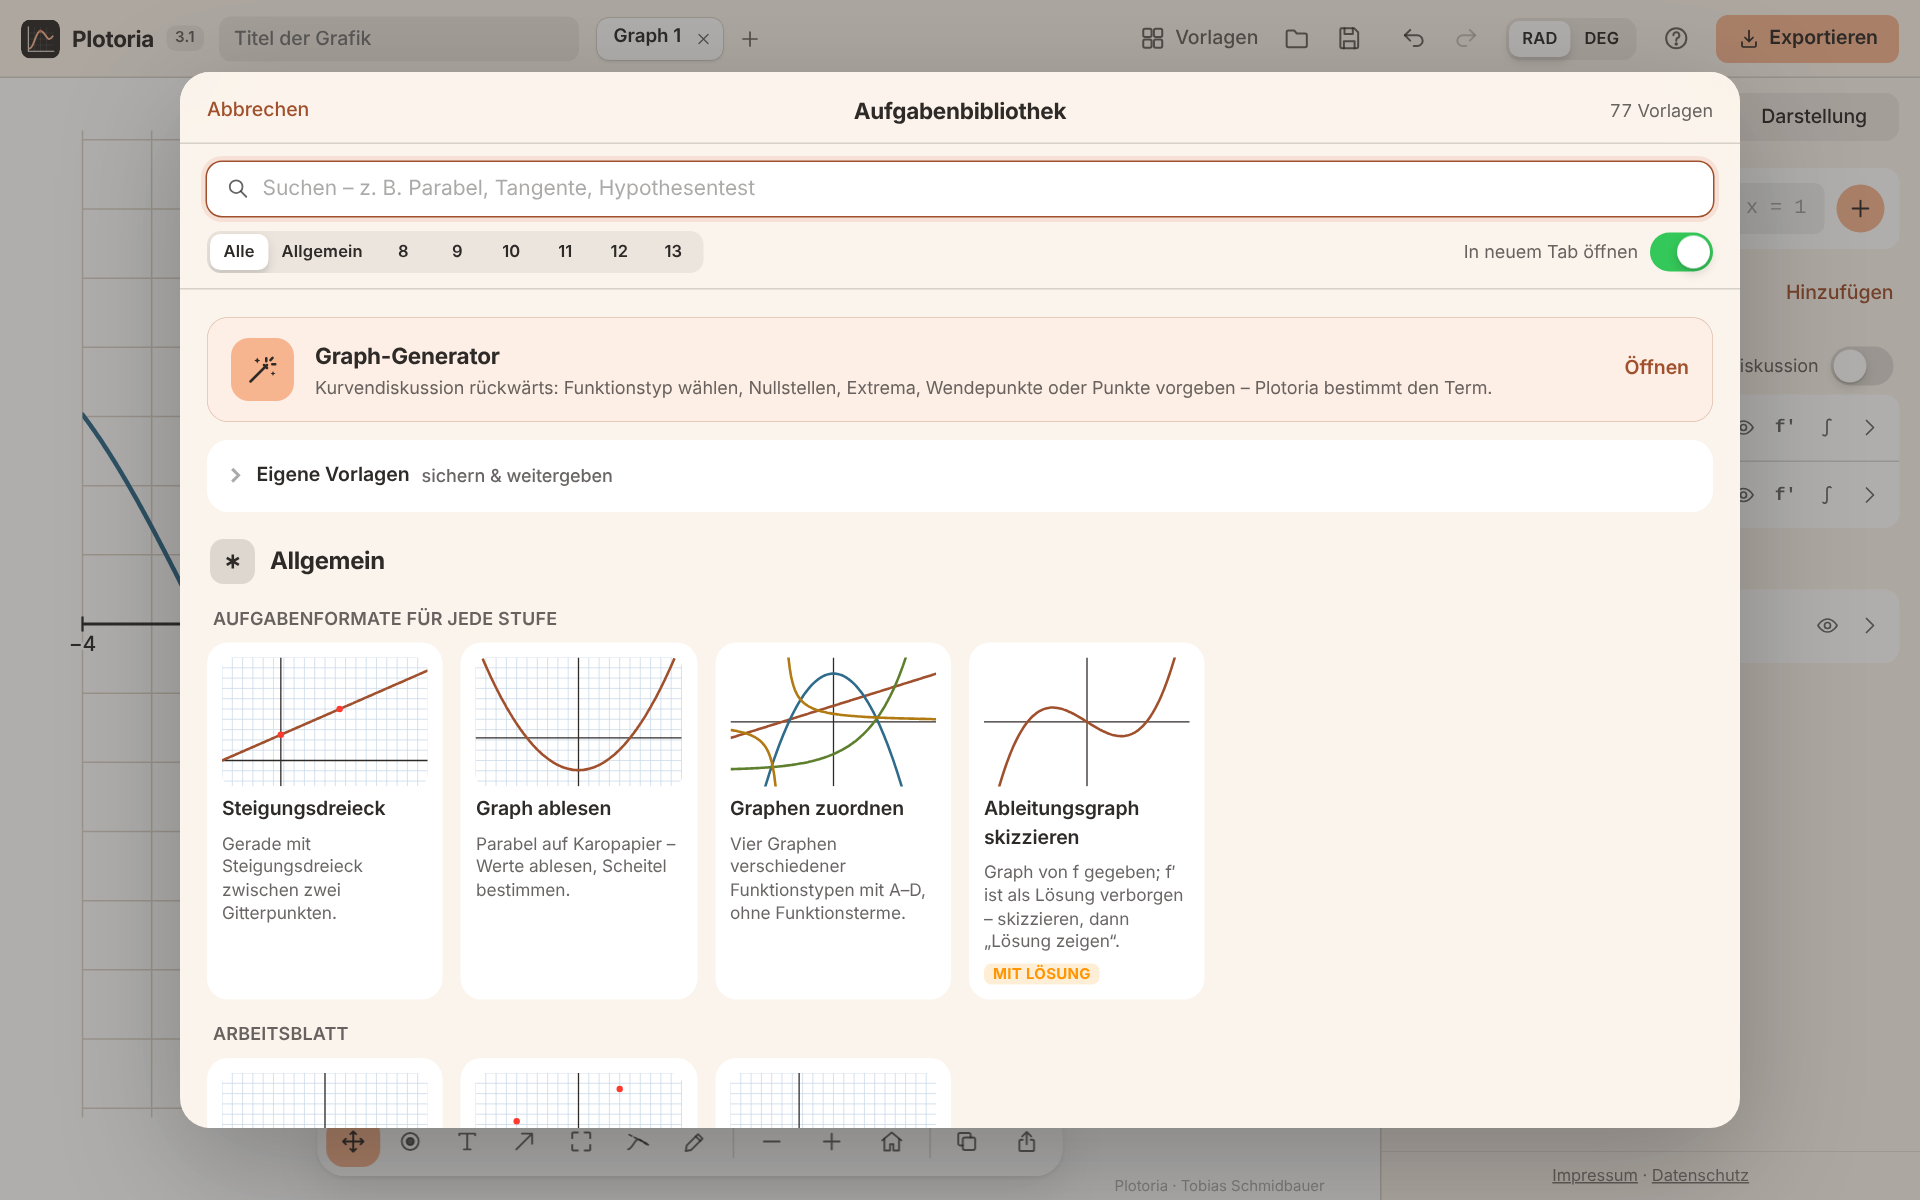 Plotoria 3.1 Titel der Grafik Graph 1 Vorlagen RAD DEG Exportieren
Abbrechen Aufgabenbibliothek 77 Vorlagen
Darstellung
Suchen – z. B. Parabel, Tangente, Hypothesentest
x = 1
Alle Allgemein 8 9 10 11 12 13 In neuem Tab öffnen
Hinzufügen
Graph-Generator
Kurvendiskussion rückwärts: Funktionstyp wählen, Nullstellen, Extrema, Wendepunkte oder Punkte vorgeben – Plotoria bestimmt den Term.
Öffnen
iskussion
f' ∫
Eigene Vorlagen sichern & weitergeben
f' ∫
Allgemein
AUFGABENFORMATE FÜR JEDE STUFE
−4
Steigungsdreieck
Gerade mit
Steigungsdreieck
zwischen zwei
Gitterpunkten.
Graph ablesen
Parabel auf Karopapier –
Werte ablesen, Scheitel
bestimmen.
Graphen zuordnen
Vier Graphen
verschiedener
Funktionstypen mit A–D,
ohne Funktionsterme.
Ableitungsgraph
skizzieren
Graph von f gegeben; f′
ist als Lösung verborgen
– skizzieren, dann
„Lösung zeigen“.
MIT LÖSUNG
ARBEITSBLATT
Plotoria · Tobias Schmidbauer
Impressum · Datenschutz